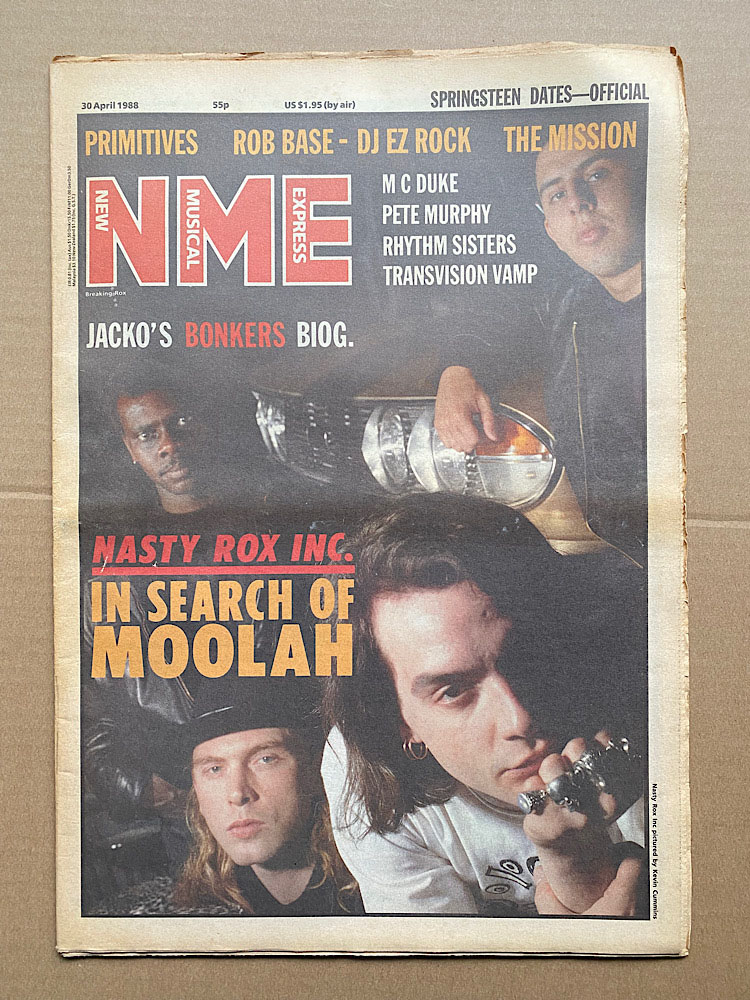 30 April 1988 55p US $1.95 (by air) SPRINGSTEEN DATES—OFFICIAL
PRIMITIVES ROB BASE - DJ EZ ROCK THE MISSION
NEW MUSICAL EXPRESS
NME
M C DUKE
PETE MURPHY
RHYTHM SISTERS
TRANSVISION VAMP
Breaking Rox
JACKO'S BONKERS BIOG.
NASTY ROX INC.
IN SEARCH OF
MOOLAH
Nasty Rox Inc pictured by Kevin Cummins